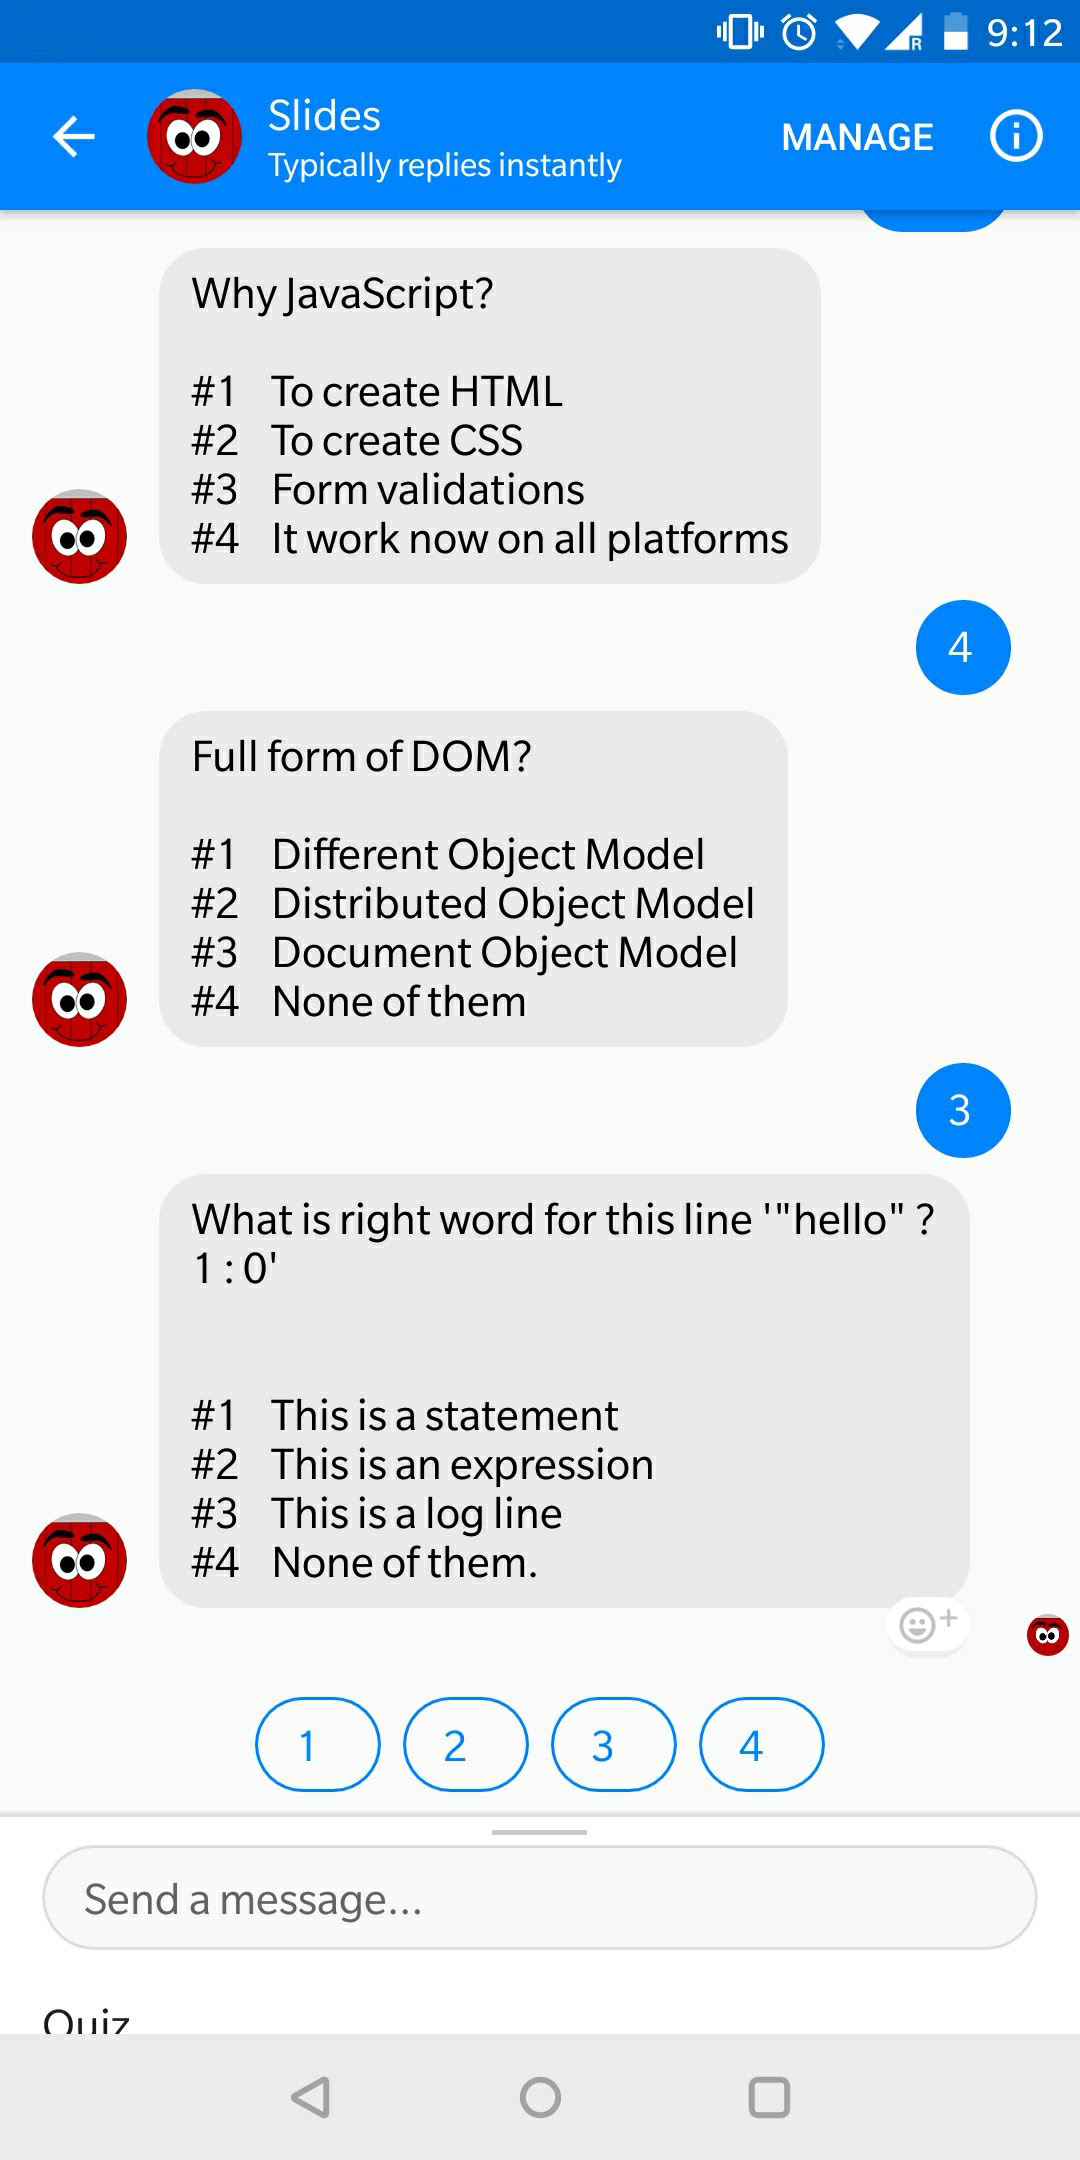 9:12
Slides
Typically replies instantly
MANAGE
Why JavaScript?
#1 To create HTML
#2 To create CSS
#3 Form validations
#4 It work now on all platforms
4
Full form of DOM?
#1 Different Object Model
#2 Distributed Object Model
#3 Document Object Model
#4 None of them
3
What is right word for this line '"hello" ?
1 : 0'
#1 This is a statement
#2 This is an expression
#3 This is a log line
#4 None of them.
1 2 3 4
Send a message...
Quiz